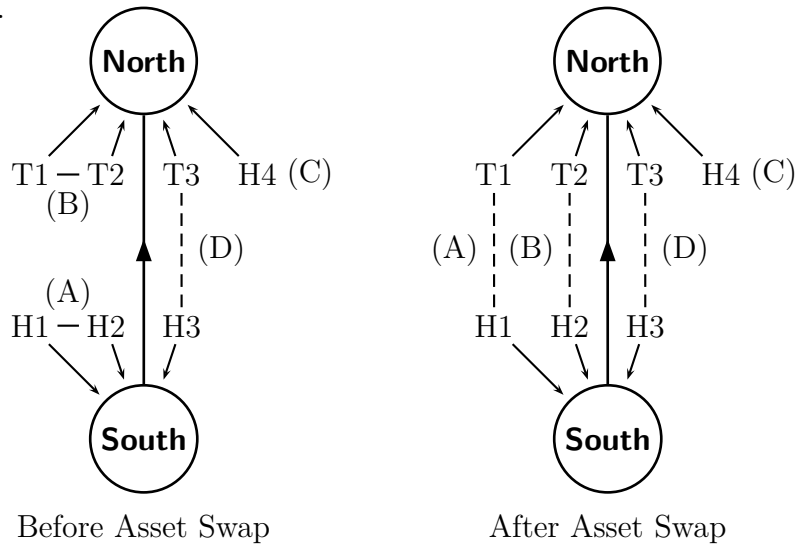 North
T1 T2 T3 H4 (C)
(B)
(D)
(A)
H1 H2 H3
South
Before Asset Swap
North
T1 T2 T3 H4 (C)
(A) (B) (D)
H1 H2 H3
South
After Asset Swap